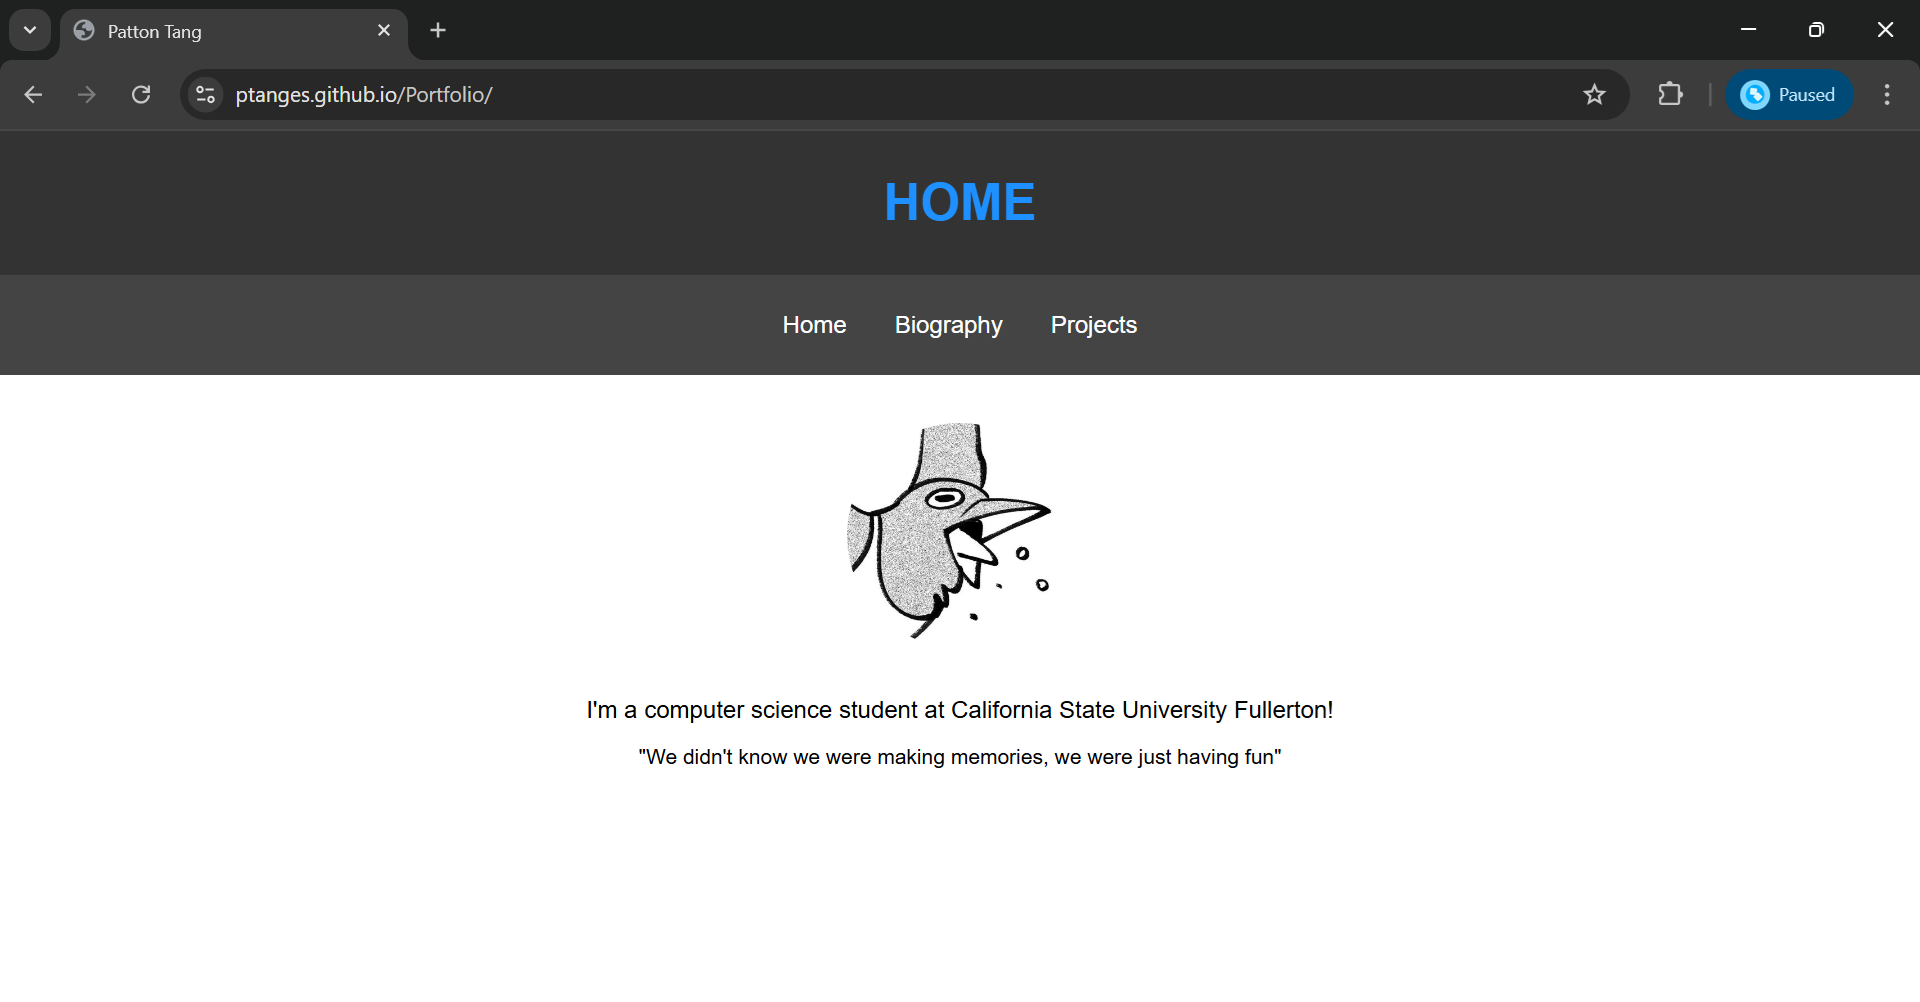 Patton Tang
ptanges.github.io/Portfolio/
Paused
HOME
Home Biography Projects
I'm a computer science student at California State University Fullerton!
"We didn't know we were making memories, we were just having fun"